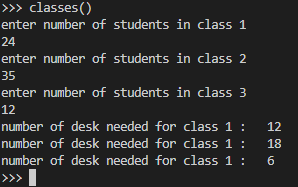 >>> classes()
enter number of students in class 1
24
enter number of students in class 2
35
enter number of students in class 3
12
number of desk needed for class 1 :   12
number of desk needed for class 1 :   18
number of desk needed for class 1 :   6
>>>